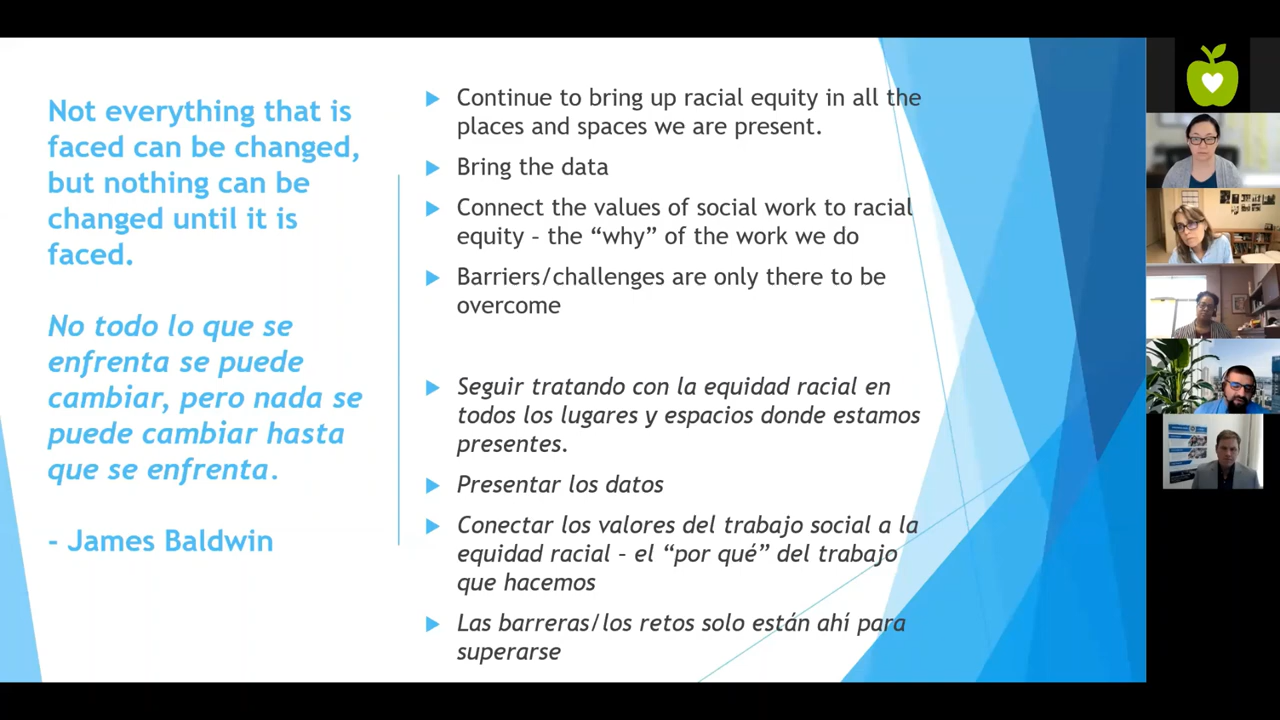 Not everything that is
faced can be changed,
but nothing can be
changed until it is
faced.
No todo lo que se
enfrenta se puede
cambiar, pero nada se
puede cambiar hasta
que se enfrenta.
- James Baldwin
Continue to bring up racial equity in all the
places and spaces we are present.
Bring the data
Connect the values of social work to racial
equity – the “why” of the work we do
Barriers/challenges are only there to be
overcome
Seguir tratando con la equidad racial en
todos los lugares y espacios donde estamos
presentes.
Presentar los datos
Conectar los valores del trabajo social a la
equidad racial – el “por qué” del trabajo
que hacemos
Las barreras/los retos solo están ahí para
superarse